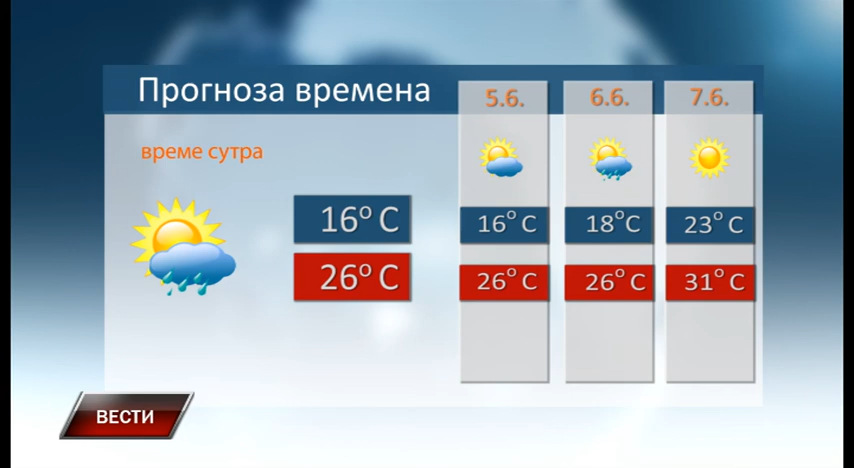 Прогноза времена
време сутра
16° C
26° C
5.6.
16° C
26° C
6.6.
18°C
26° C
7.6.
23° C
31° C
ВЕСТИ